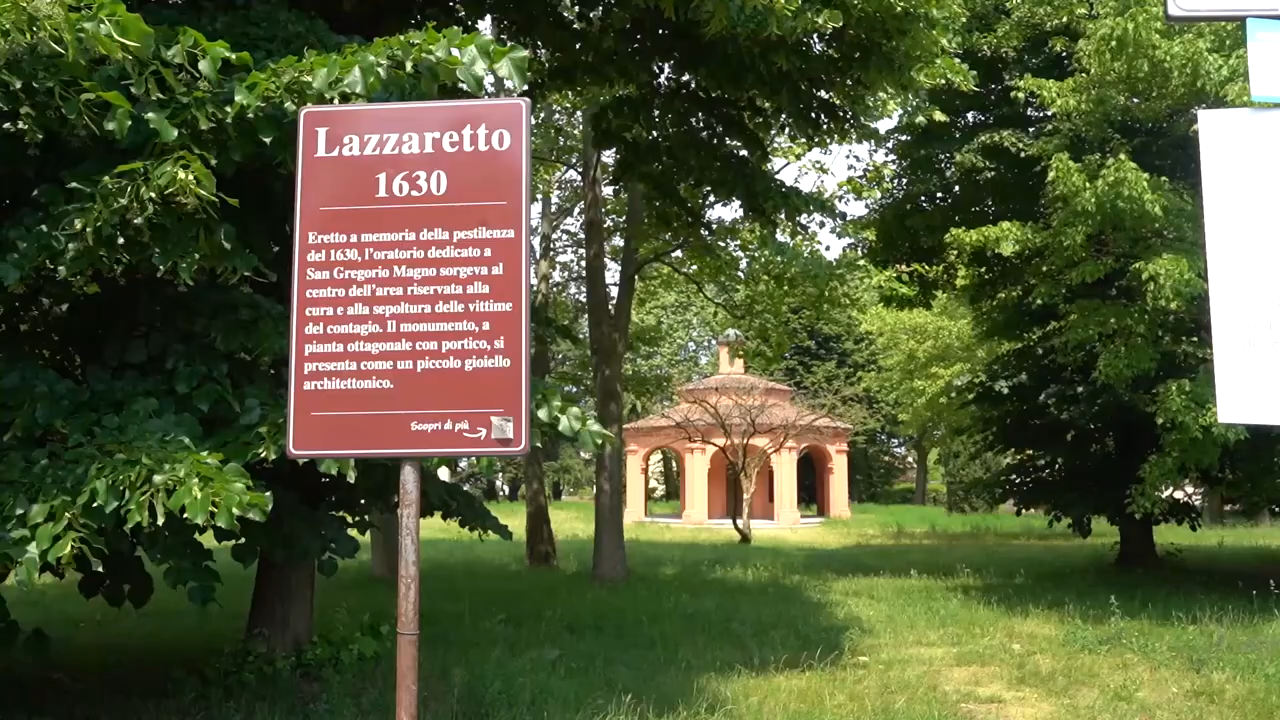 Lazzaretto
1630
Eretto a memoria della pestilenza
del 1630, l'oratorio dedicato a
San Gregorio Magno sorgeva al
centro dell'area riservata alla
cura e alla sepoltura delle vittime
del contagio. Il monumento, a
pianta ottagonale con portico, si
presenta come un piccolo gioiello
architettonico.
Scopri di più